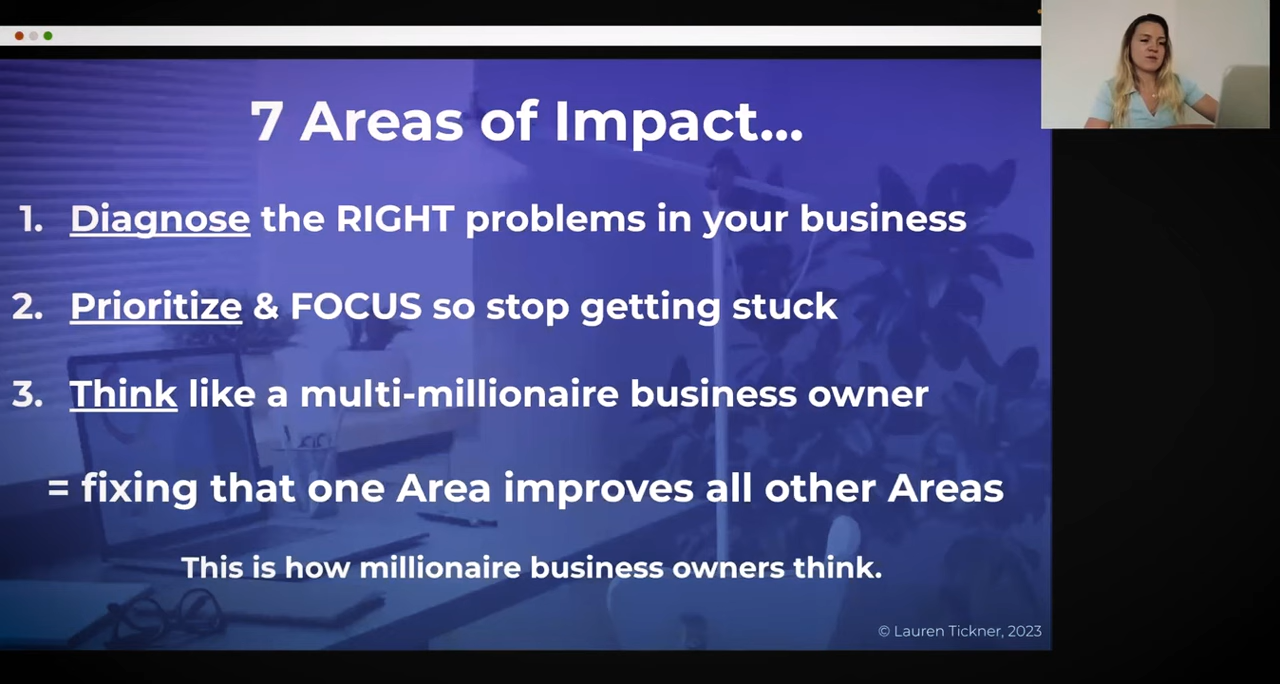 7 Areas of Impact...
1. Diagnose the RIGHT problems in your business
2. Prioritize & FOCUS so stop getting stuck
3. Think like a multi-millionaire business owner
= fixing that one Area improves all other Areas
This is how millionaire business owners think.
© Lauren Tickner, 2023